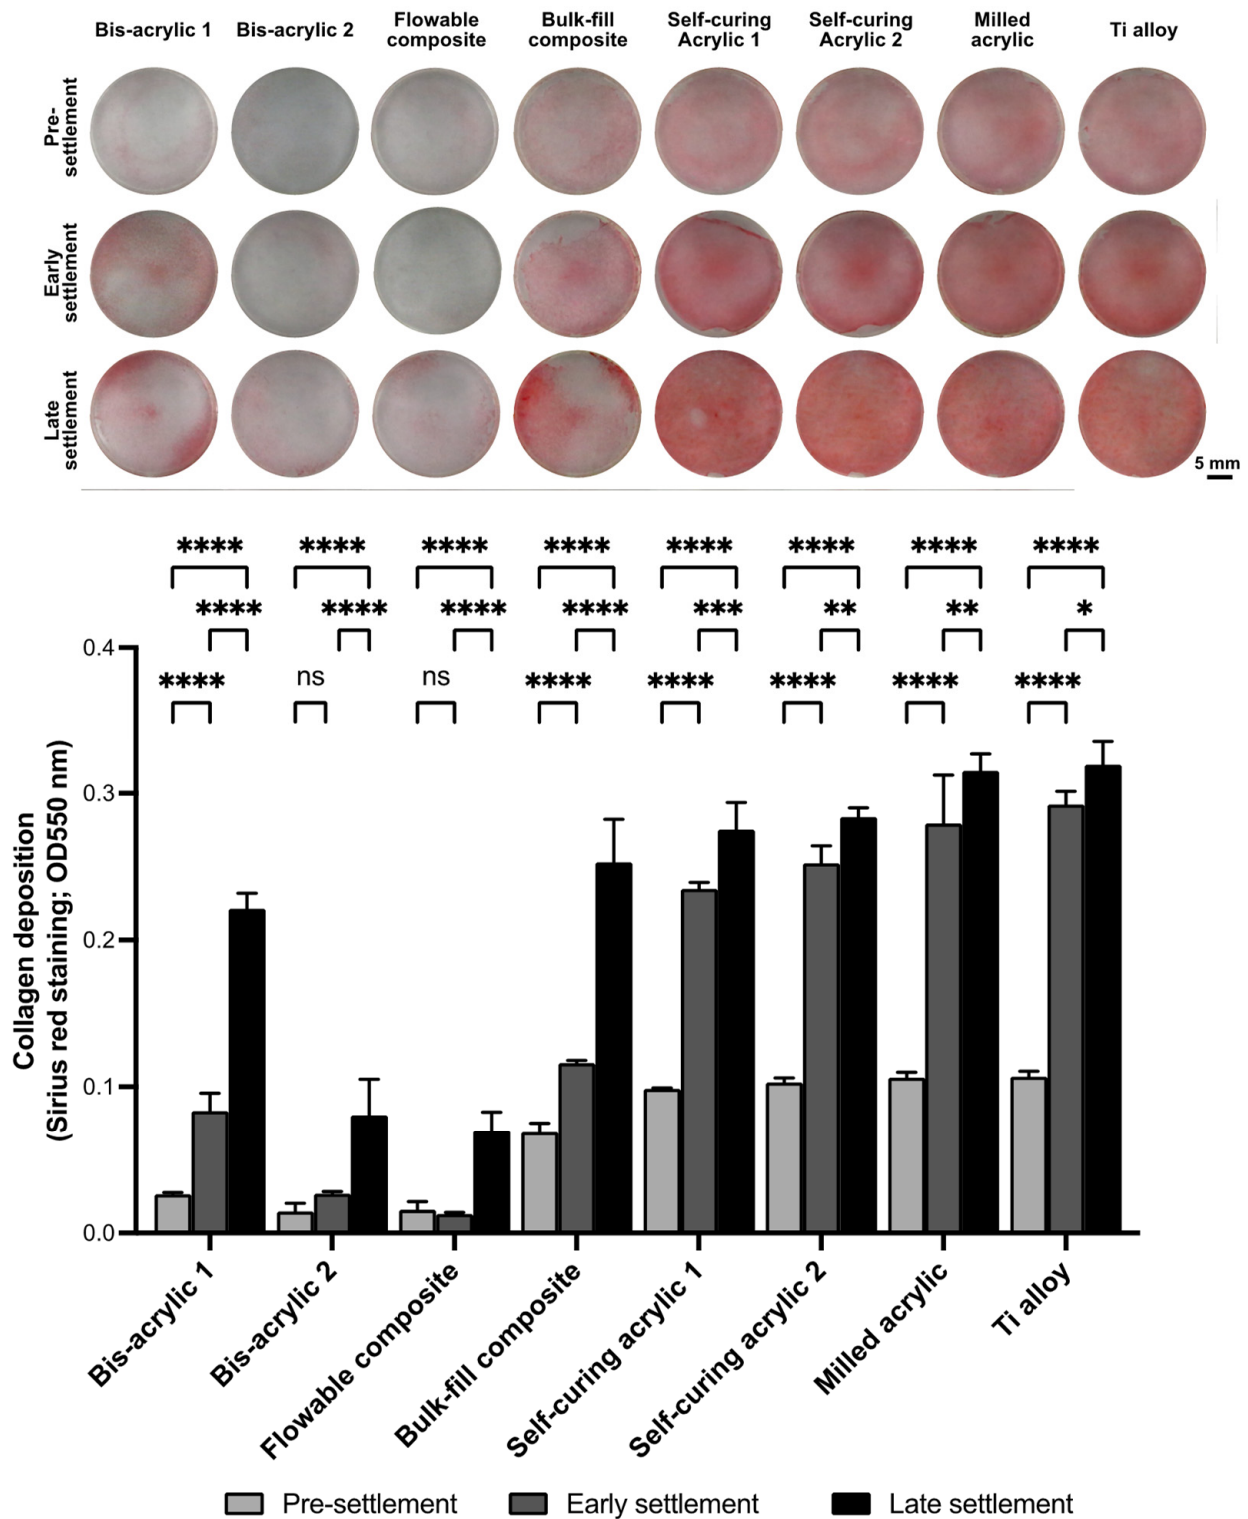 Bis-acrylic 1 Bis-acrylic 2 Flowable composite Bulk-fill composite Self-curing Acrylic 1 Self-curing Acrylic 2 Milled acrylic Ti alloy
Pre-settlement
Early settlement
Late settlement
5 mm
**** **** **** **** **** **** **** ****
**** **** **** **** *** ** ** *
**** ns ns **** **** **** **** ****
0.4
0.3
0.2
0.1
0.0
Collagen deposition
(Sirius red staining; OD550 nm)
Bis-acrylic 1
Bis-acrylic 2
Flowable composite
Bulk-fill composite
Self-curing acrylic 1
Self-curing acrylic 2
Milled acrylic
Ti alloy
Pre-settlement Early settlement Late settlement